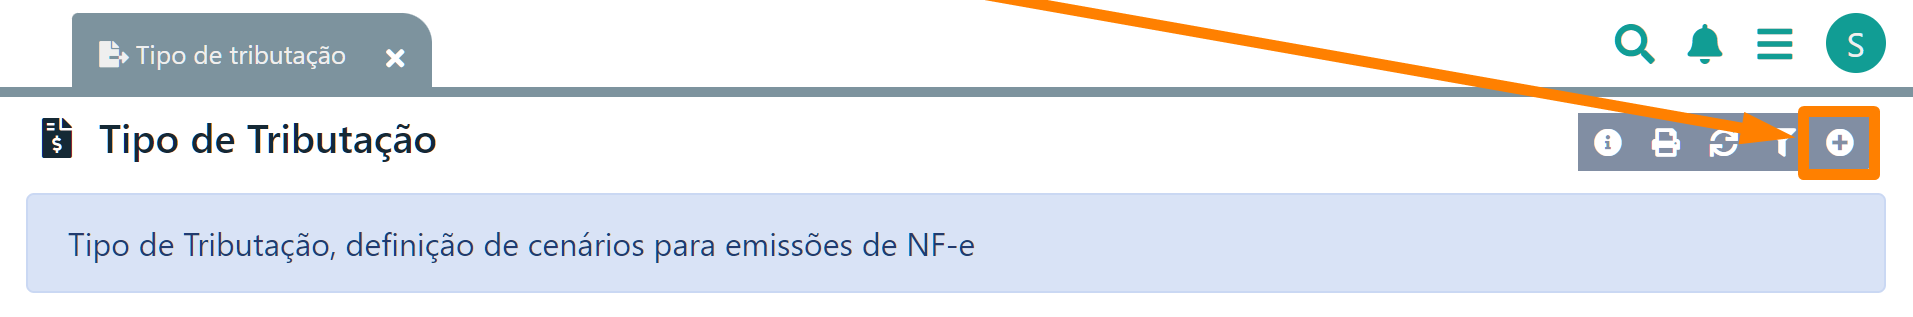 Tipo de tributação
S
Tipo de Tributação
Tipo de Tributação, definição de cenários para emissões de NF-e